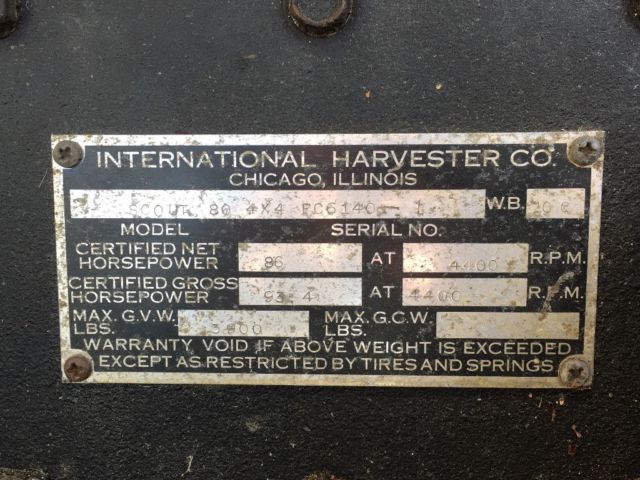 INTERNATIONAL HARVESTER CO.
CHICAGO, ILLINOIS
SCOUT 80 4X4 FC6140 - 1 W.B.
MODEL SERIAL NO.
CERTIFIED NET HORSEPOWER 86 AT 4400 R.P.M.
CERTIFIED GROSS HORSEPOWER 93.4 AT 4400 R.P.M.
MAX. G.V.W. LBS. 3900 MAX. G.C.W. LBS.
WARRANTY VOID IF ABOVE WEIGHT IS EXCEEDED
EXCEPT AS RESTRICTED BY TIRES AND SPRINGS